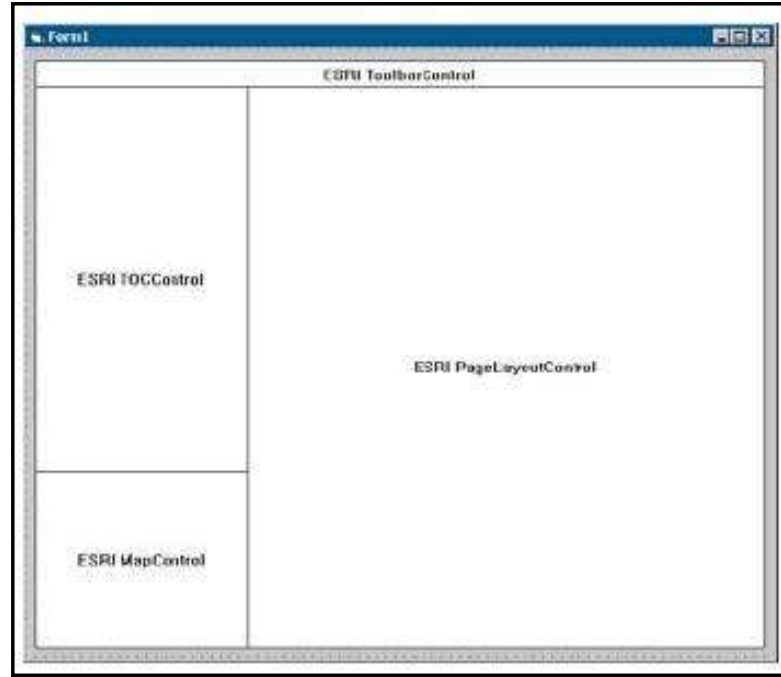 Form1
ESRI ToolbarControl
ESRI TOCControl
ESRI PageLayoutControl
ESRI MapControl